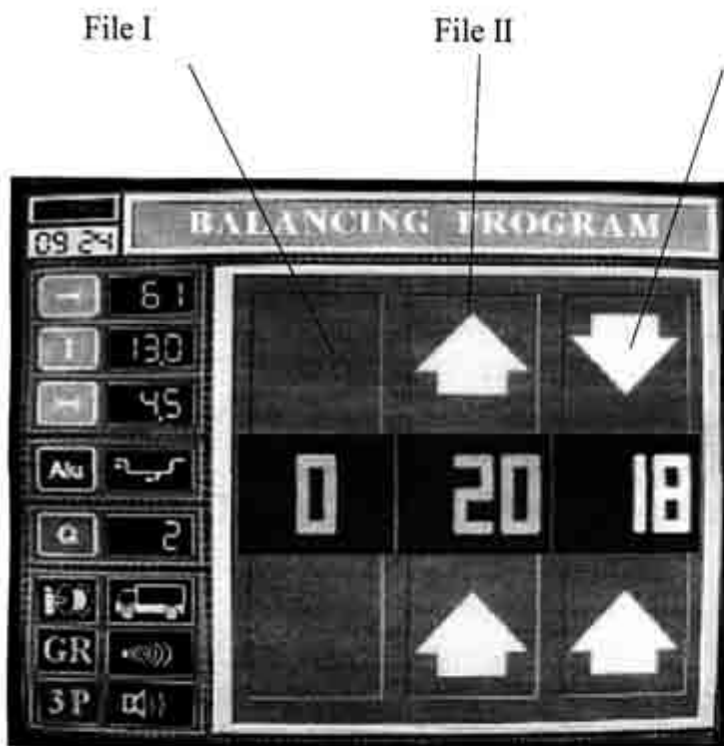 File I File II
BALANCING PROGRAM
09 24
61
13.0
4.5
Alu
Q 2
GR
3P
0 20 18